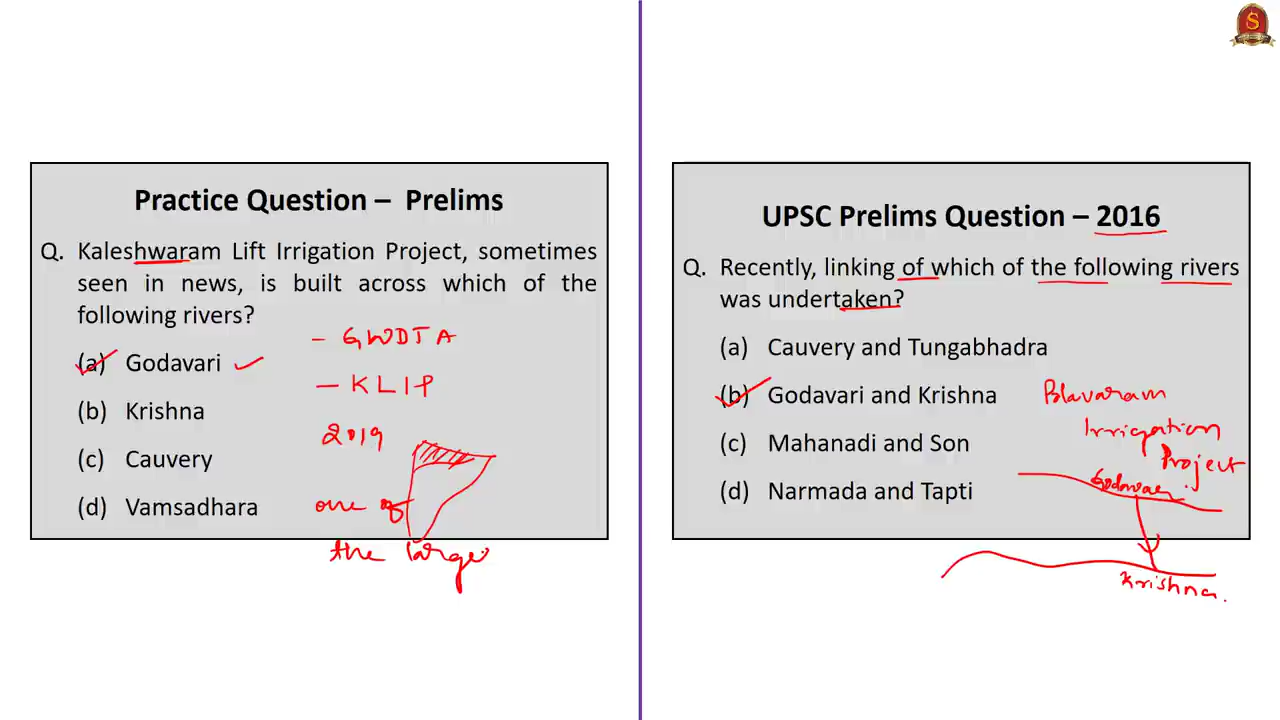 S
Practice Question – Prelims
Q. Kaleshwaram Lift Irrigation Project, sometimes
seen in news, is built across which of the
following rivers?
(a) Godavari
(b) Krishna
(c) Cauvery
(d) Vamsadhara
– GWDTA
– KLIP
2019
one of
the large
UPSC Prelims Question – 2016
Q. Recently, linking of which of the following rivers
was undertaken?
(a) Cauvery and Tungabhadra
(b) Godavari and Krishna
(c) Mahanadi and Son
(d) Narmada and Tapti
Polavaram
Irrigation
Project
Godavari
Krishna.